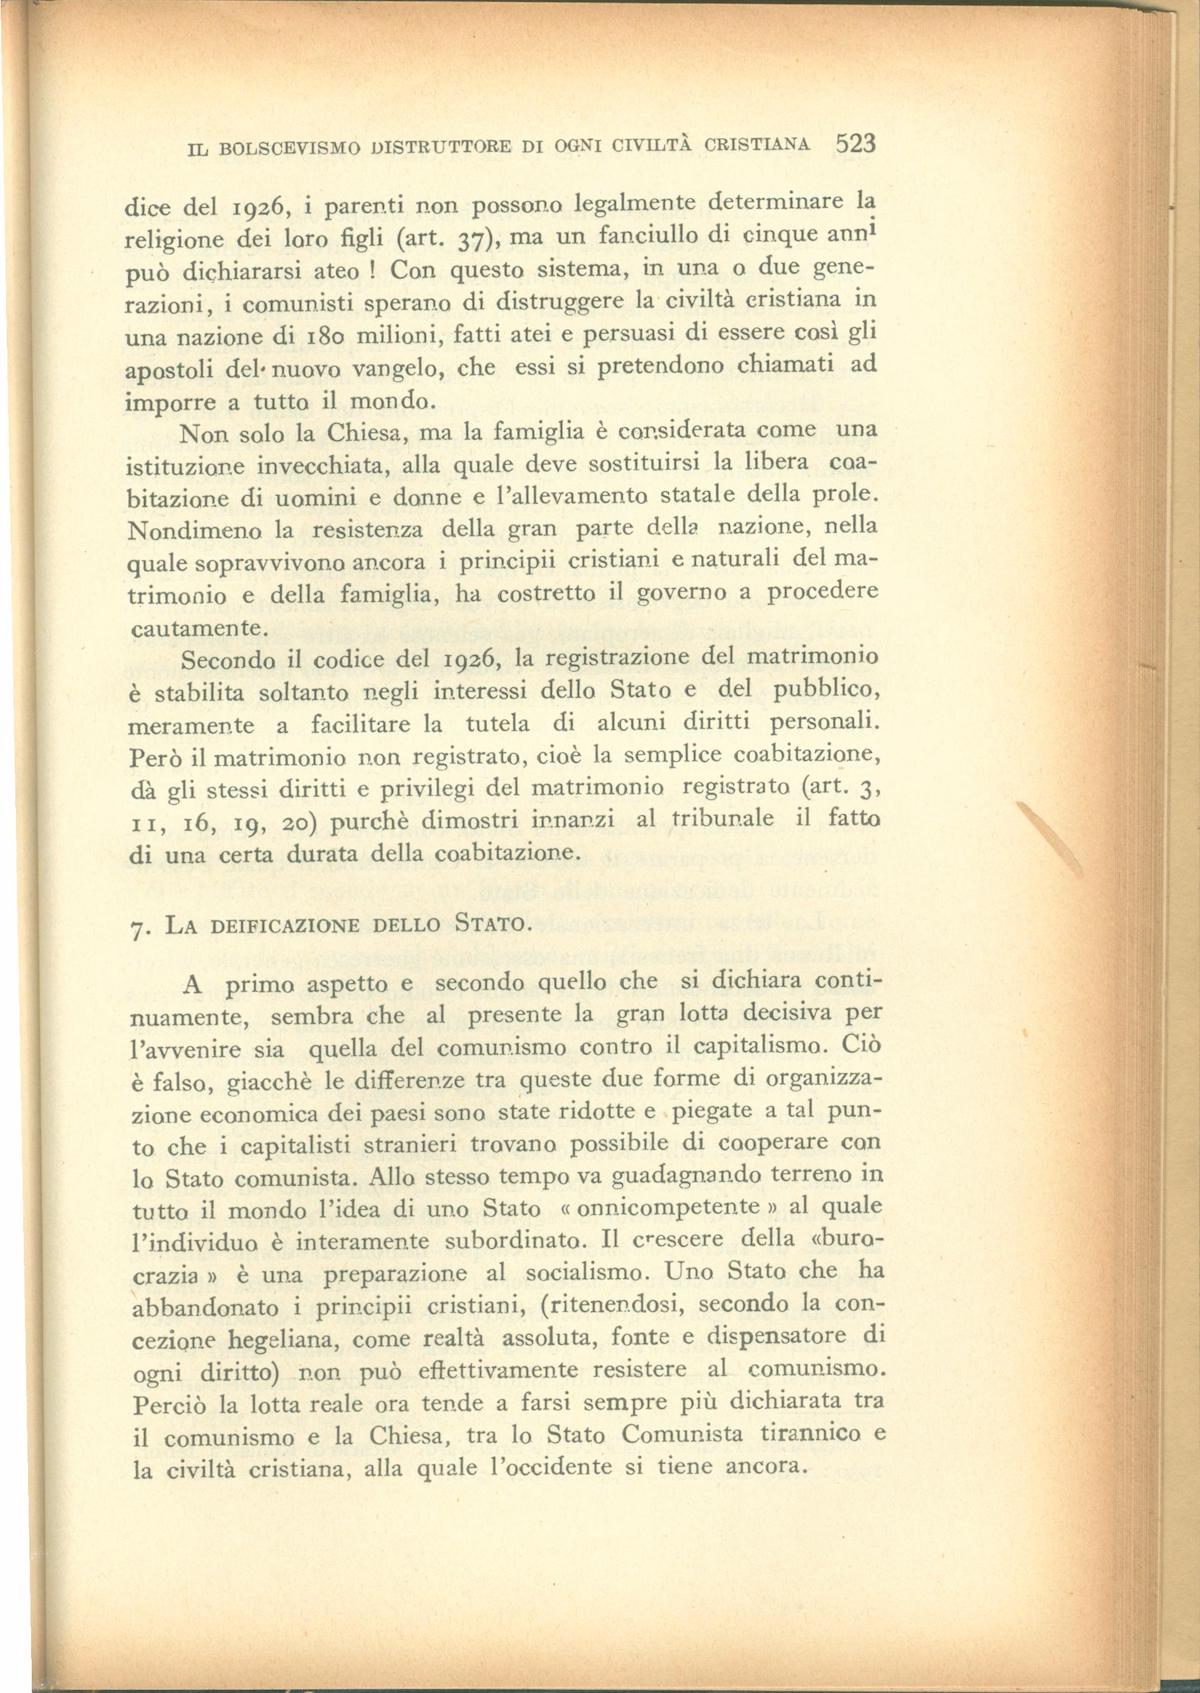 IL BOLSCEVISMO DISTRUTTORE DI OGNI CIVILTÀ CRISTIANA 523
dice del 1926, i parenti non possono legalmente determinare la
religione dei loro figli (art. 37), ma un fanciullo di cinque anni
può dichiararsi ateo ! Con questo sistema, in una o due gene-
razioni, i comunisti sperano di distruggere la civiltà cristiana in
una nazione di 180 milioni, fatti atei e persuasi di essere così gli
apostoli del nuovo vangelo, che essi si pretendono chiamati ad
imporre a tutto il mondo.
Non solo la Chiesa, ma la famiglia è considerata come una
istituzione invecchiata, alla quale deve sostituirsi la libera coa-
bitazione di uomini e donne e l'allevamento statale della prole.
Nondimeno la resistenza della gran parte della nazione, nella
quale sopravvivono ancora i principii cristiani e naturali del ma-
trimonio e della famiglia, ha costretto il governo a procedere
cautamente.
Secondo il codice del 1926, la registrazione del matrimonio
è stabilita soltanto negli interessi dello Stato e del pubblico,
meramente a facilitare la tutela di alcuni diritti personali.
Però il matrimonio non registrato, cioè la semplice coabitazione,
dà gli stessi diritti e privilegi del matrimonio registrato (art. 3,
11, 16, 19, 20) purchè dimostri innanzi al tribunale il fatto
di una certa durata della coabitazione.
7. LA DEIFICAZIONE DELLO STATO.
A primo aspetto e secondo quello che si dichiara conti-
nuamente, sembra che al presente la gran lotta decisiva per
l'avvenire sia quella del comunismo contro il capitalismo. Ciò
è falso, giacchè le differenze tra queste due forme di organizza-
zione economica dei paesi sono state ridotte e piegate a tal pun-
to che i capitalisti stranieri trovano possibile di cooperare con
lo Stato comunista. Allo stesso tempo va guadagnando terreno in
tutto il mondo l'idea di uno Stato « onnicompetente » al quale
l'individuo è interamente subordinato. Il crescere della «buro-
crazia » è una preparazione al socialismo. Uno Stato che ha
abbandonato i principii cristiani, (ritenendosi, secondo la con-
cezione hegeliana, come realtà assoluta, fonte e dispensatore di
ogni diritto) non può effettivamente resistere al comunismo.
Perciò la lotta reale ora tende a farsi sempre più dichiarata tra
il comunismo e la Chiesa, tra lo Stato Comunista tirannico e
la civiltà cristiana, alla quale l'occidente si tiene ancora.